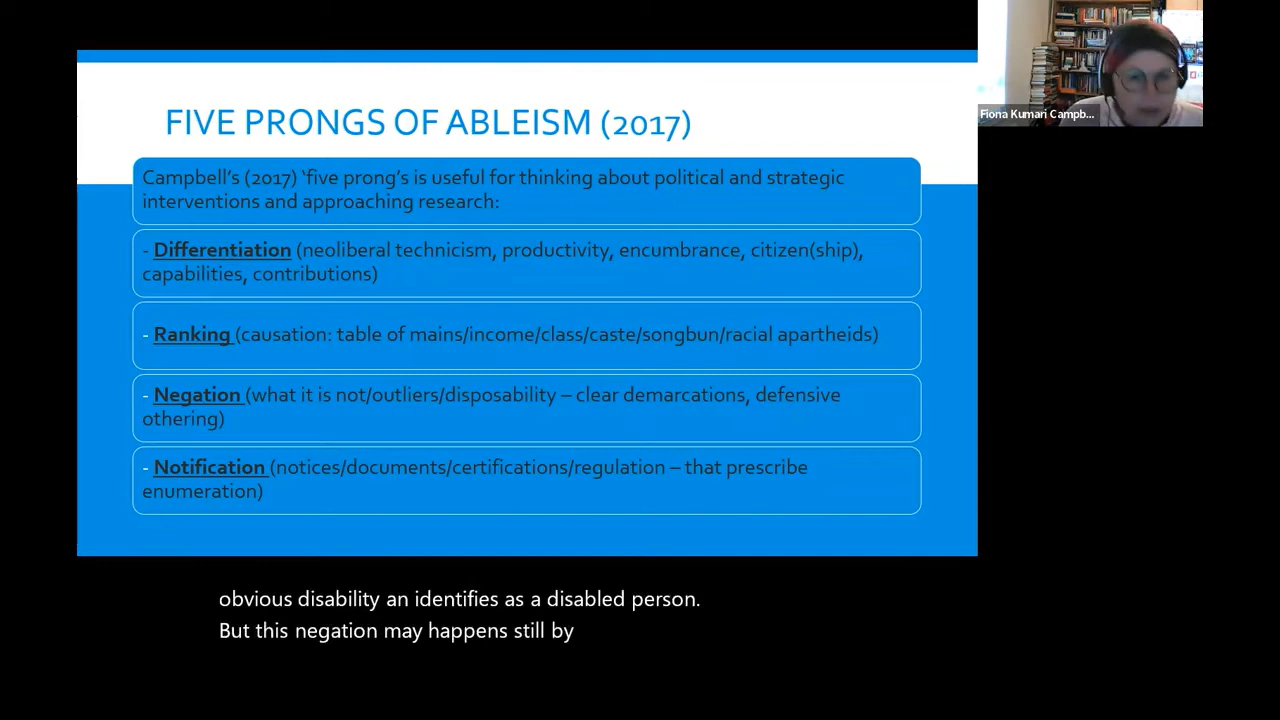 FIVE PRONGS OF ABLEISM (2017)
Fiona Kumari Campb...
Campbell's (2017) 'five prong's is useful for thinking about political and strategic
interventions and approaching research:
- Differentiation (neoliberal technicism, productivity, encumbrance, citizen(ship),
capabilities, contributions)
- Ranking (causation: table of mains/income/class/caste/songbun/racial apartheids)
- Negation (what it is not/outliers/disposability – clear demarcations, defensive
othering)
- Notification (notices/documents/certifications/regulation – that prescribe
enumeration)
obvious disability an identifies as a disabled person.
But this negation may happens still by